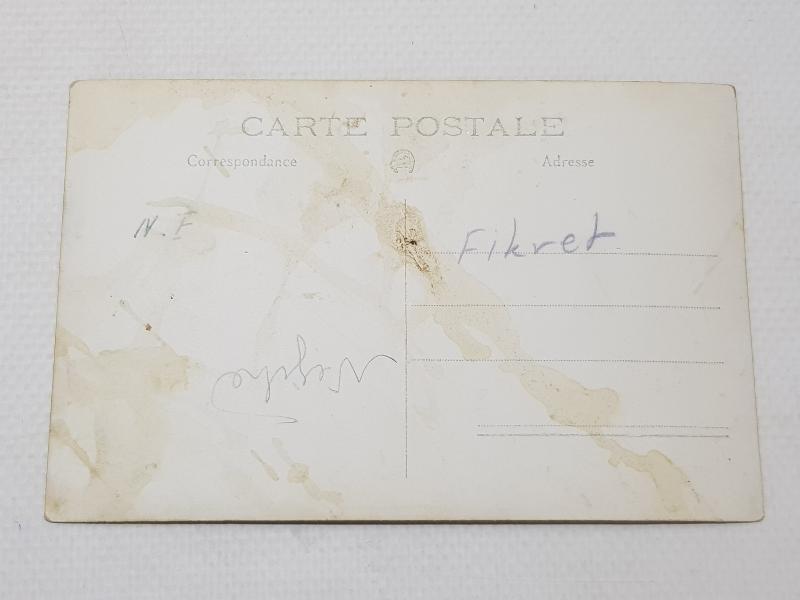 CARTE POSTALE
Correspondance
Adresse
N. F
Fikret